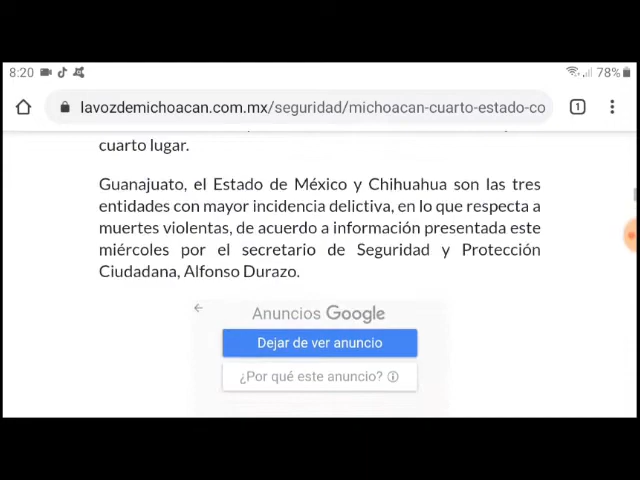 8:20
78%
lavozdemichoacan.com.mx/seguridad/michoacan-cuarto-estado-co
1
cuarto lugar.
Guanajuato, el Estado de México y Chihuahua son las tres
entidades con mayor incidencia delictiva, en lo que respecta a
muertes violentas, de acuerdo a información presentada este
miércoles por el secretario de Seguridad y Protección
Ciudadana, Alfonso Durazo.
Anuncios Google
Dejar de ver anuncio
¿Por qué este anuncio?